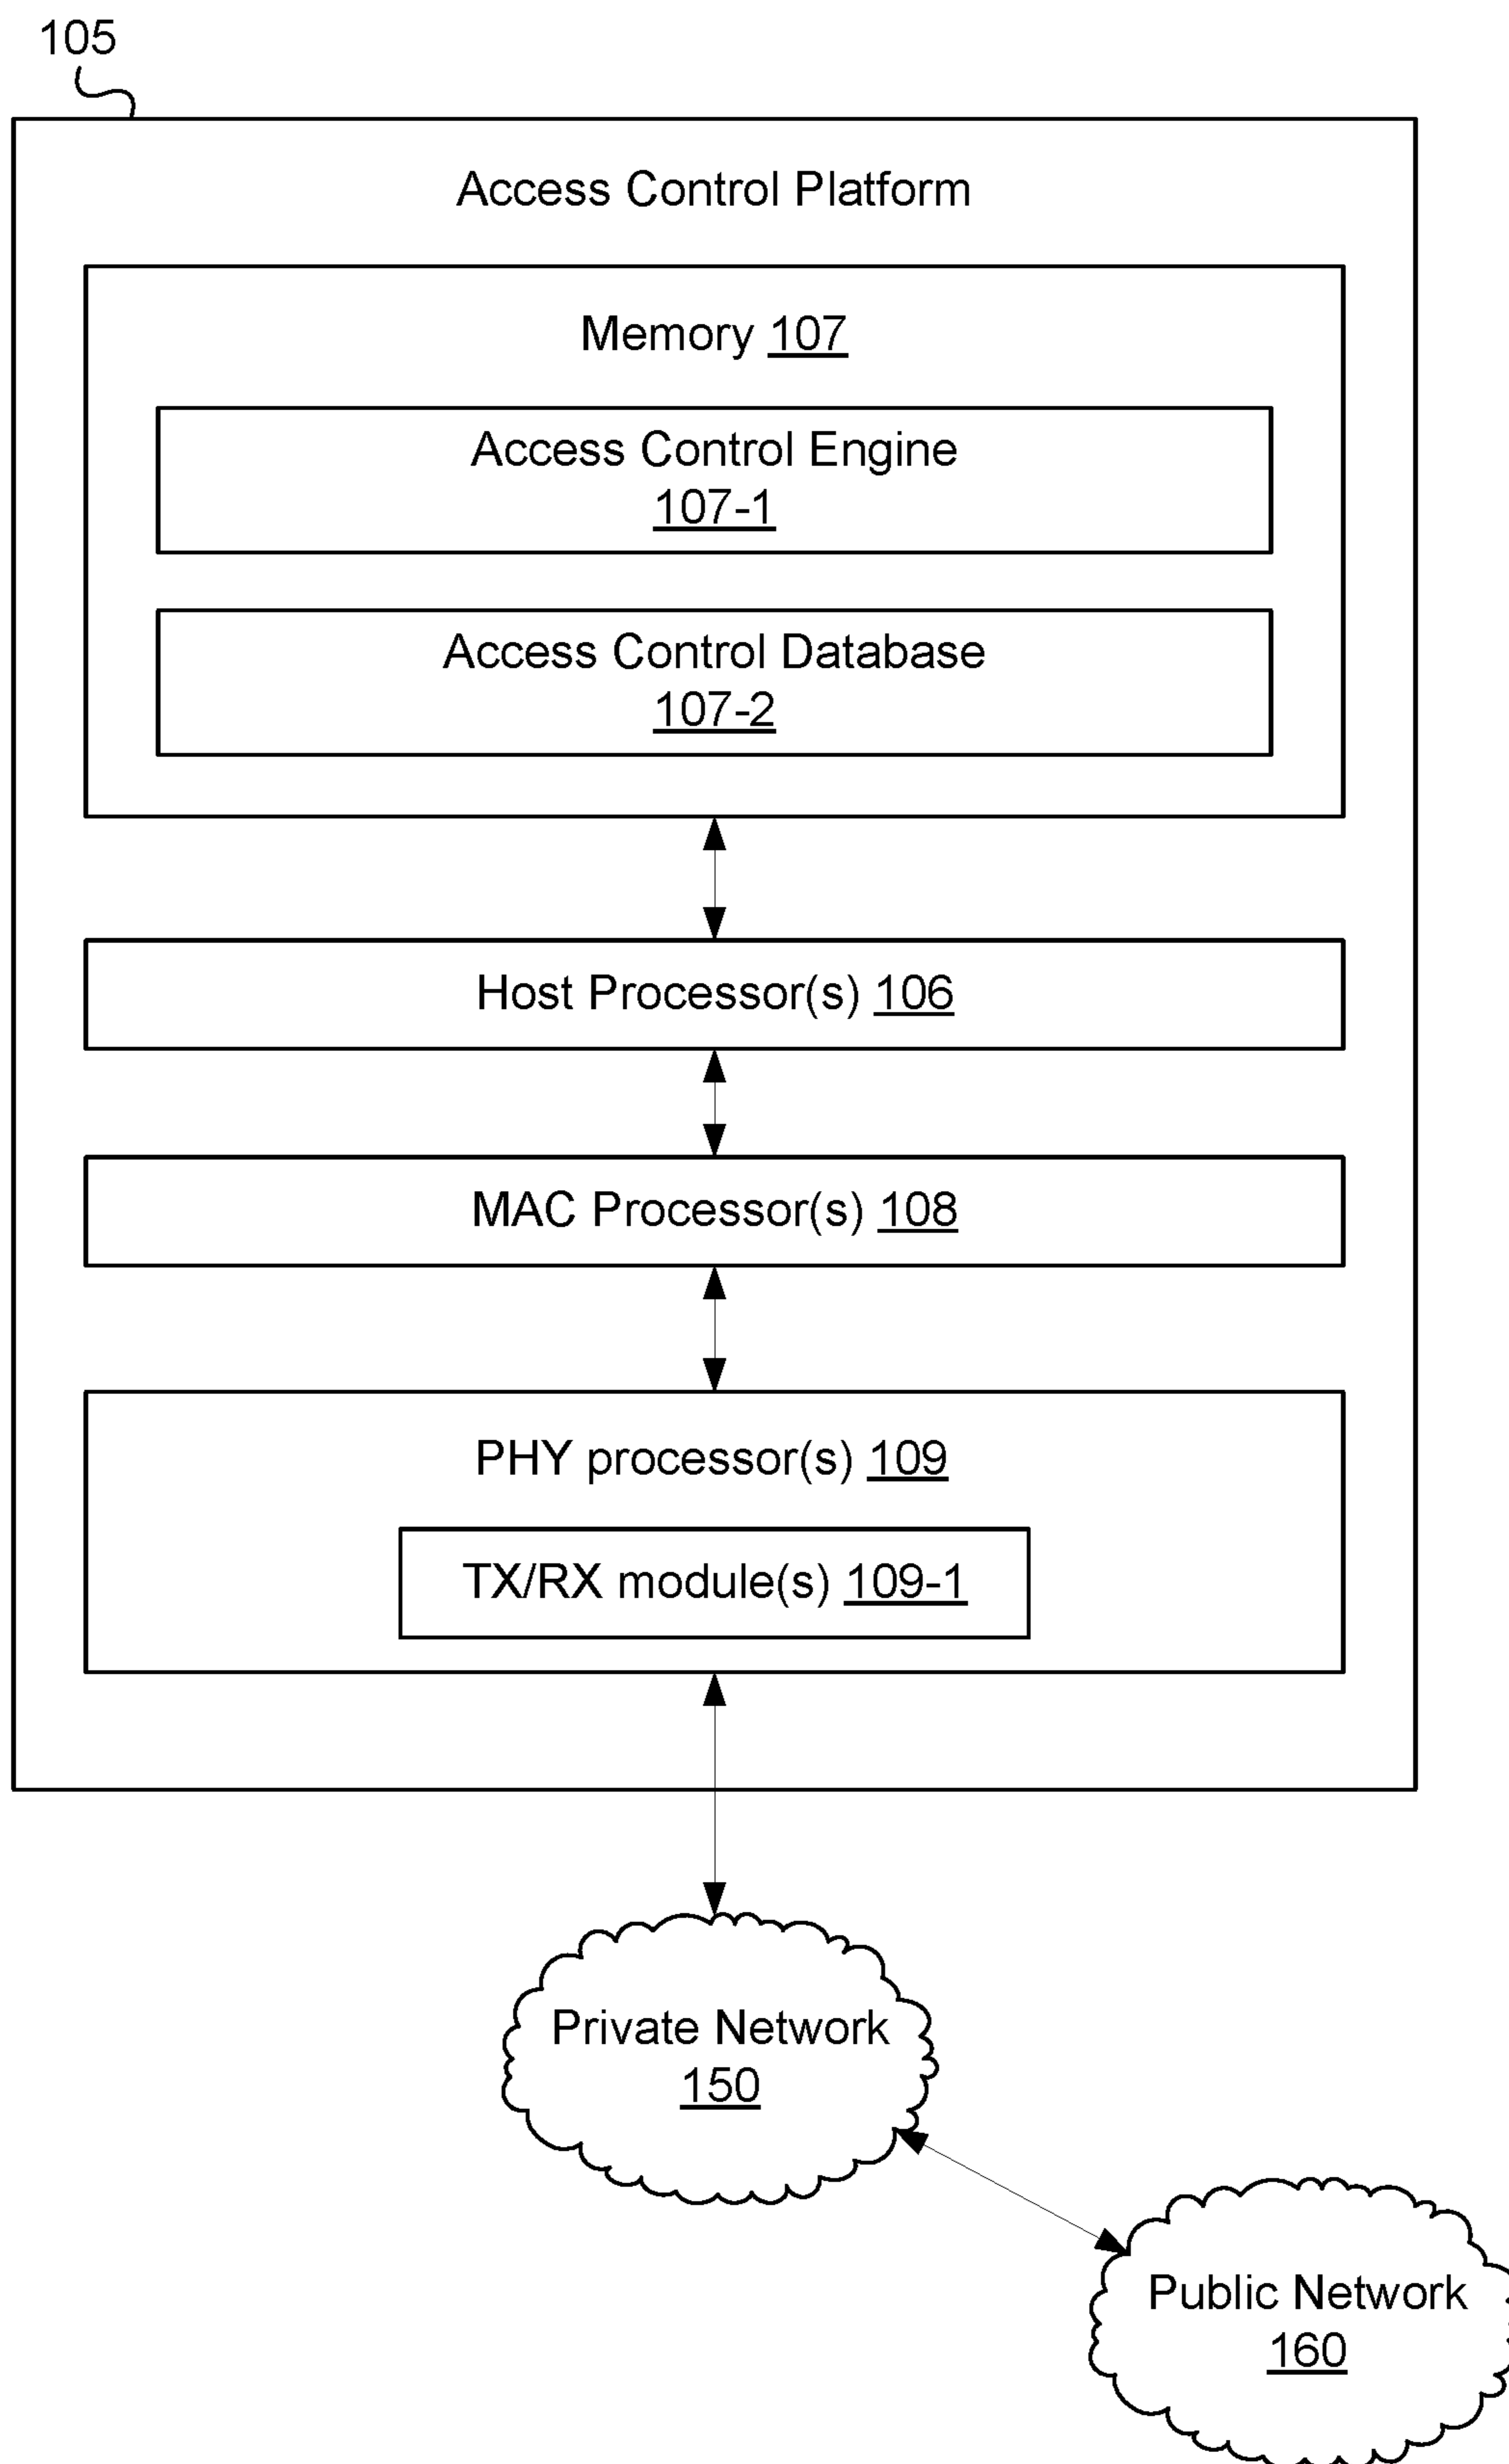 105
Access Control Platform
Memory 107
Access Control Engine
107-1
Access Control Database
107-2
Host Processor(s) 106
MAC Processor(s) 108
PHY processor(s) 109
TX/RX module(s) 109-1
Private Network
150
Public Network
160